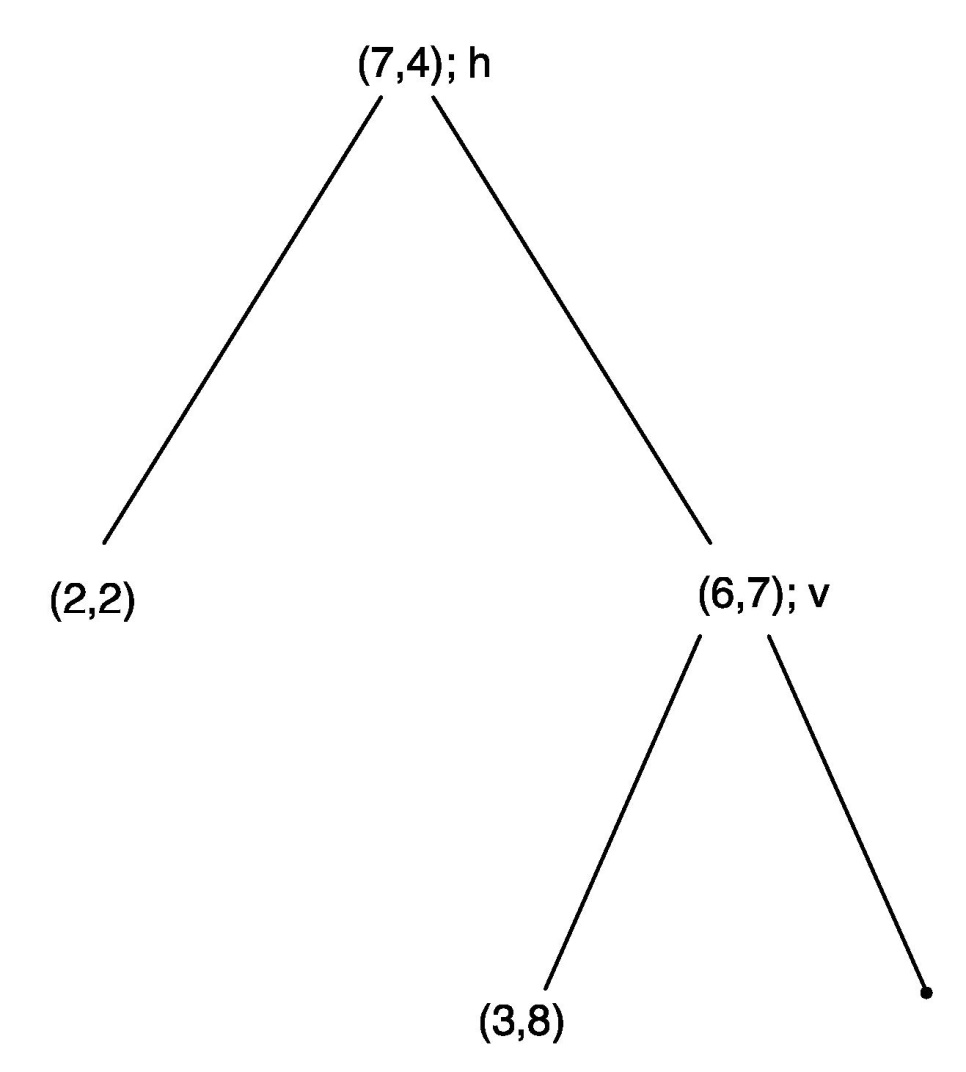 (7,4); h
(2,2)
(6,7); v
(3,8)